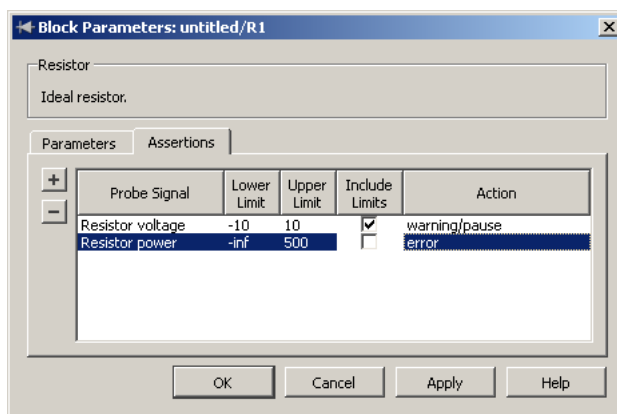 Block Parameters: untitled/R1
Resistor
Ideal resistor.
Parameters Assertions
+
−
Probe Signal Lower Limit Upper Limit Include Limits Action
Resistor voltage -10 10 warning/pause
Resistor power -inf 500 error
OK Cancel Apply Help